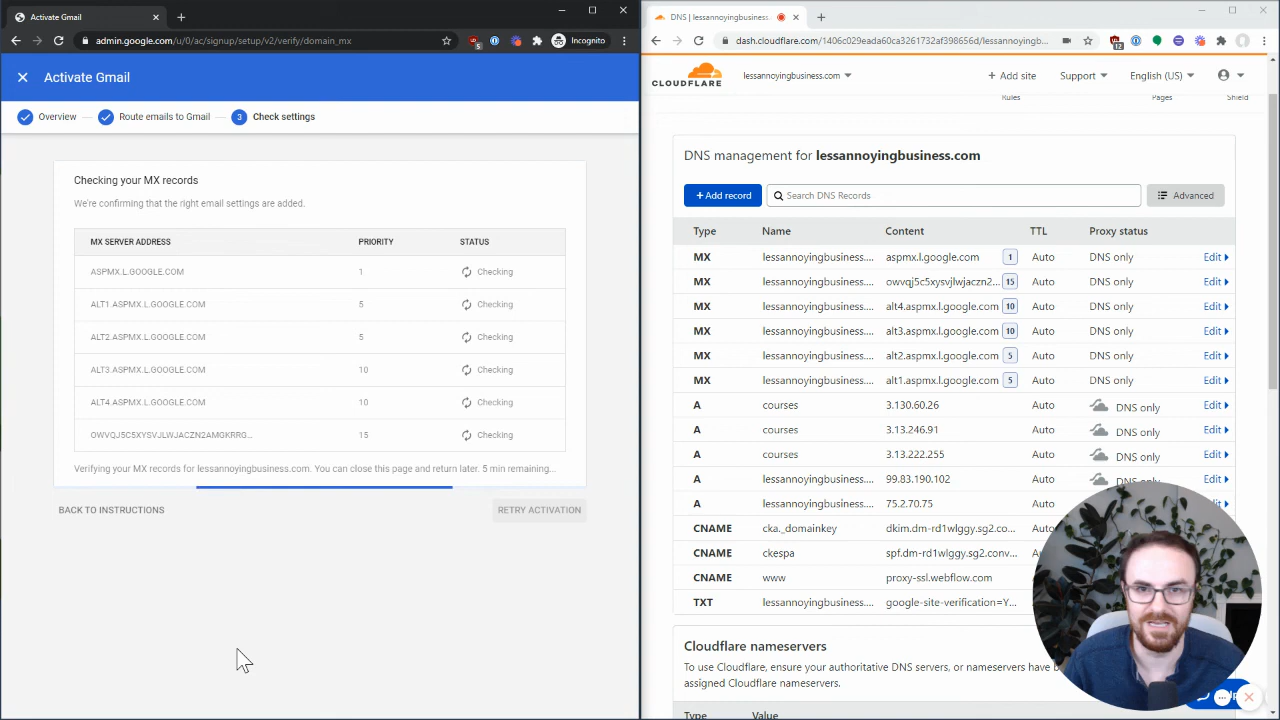 Activate Gmail
admin.google.com/u/0/ac/signup/setup/v2/verify/domain_mx
5
Incognito
Activate Gmail
Overview
Route emails to Gmail
3 Check settings
Checking your MX records
We're confirming that the right email settings are added.
MX SERVER ADDRESS PRIORITY STATUS
ASPMX.L.GOOGLE.COM 1 Checking
ALT1.ASPMX.L.GOOGLE.COM 5 Checking
ALT2.ASPMX.L.GOOGLE.COM 5 Checking
ALT3.ASPMX.L.GOOGLE.COM 10 Checking
ALT4.ASPMX.L.GOOGLE.COM 10 Checking
OWVQJ5C5XYSVJLWJACZN2AMGKRRG... 15 Checking
Verifying your MX records for lessannoyingbusiness.com. You can close this page and return later. 5 min remaining...
BACK TO INSTRUCTIONS
RETRY ACTIVATION
DNS | lessannoyingbusiness.
dash.cloudflare.com/1406c029eada60ca3261732af398656d/lessannoyingb...
12
CLOUDFLARE
lessannoyingbusiness.com
+ Add site
Support
English (US)
Rules
Pages
Shield
DNS management for lessannoyingbusiness.com
+ Add record
Search DNS Records
Advanced
Type Name Content TTL Proxy status
MX lessannoyingbusiness.... aspmx.l.google.com 1 Auto DNS only Edit
MX lessannoyingbusiness.... owvqj5c5xysvjlwjaczn2... 15 Auto DNS only Edit
MX lessannoyingbusiness.... alt4.aspmx.l.google.com 10 Auto DNS only Edit
MX lessannoyingbusiness.... alt3.aspmx.l.google.com 10 Auto DNS only Edit
MX lessannoyingbusiness.... alt2.aspmx.l.google.com 5 Auto DNS only Edit
MX lessannoyingbusiness.... alt1.aspmx.l.google.com 5 Auto DNS only Edit
A courses 3.130.60.26 Auto DNS only Edit
A courses 3.13.246.91 Auto DNS only Edit
A courses 3.13.222.255 Auto DNS only Edit
A lessannoyingbusiness.... 99.83.190.102 Auto DNS only Edit
A lessannoyingbusiness.... 75.2.70.75 Auto
CNAME cka._domainkey dkim.dm-rd1wlggy.sg2.co...
CNAME ckespa spf.dm-rd1wlggy.sg2.conv...
CNAME www proxy-ssl.webflow.com
TXT lessannoyingbusiness.... google-site-verification=Y...
Cloudflare nameservers
To use Cloudflare, ensure your authoritative DNS servers, or nameservers have
assigned Cloudflare nameservers.
Type Value